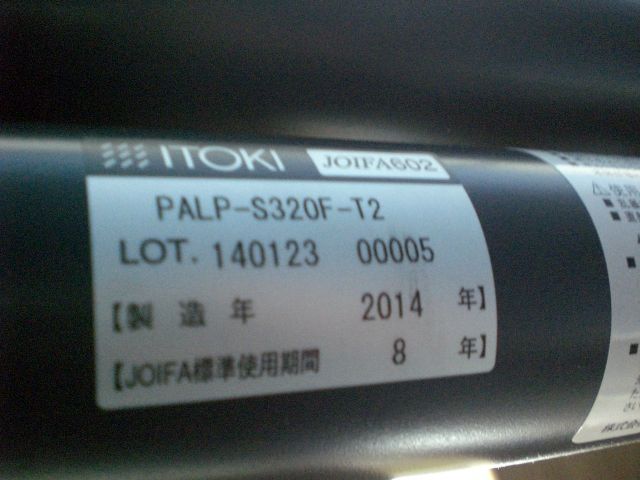 ITOKI JOIFA602
PALP-S320F-T2
LOT. 140123 00005
【製造年 2014 年】
【JOIFA標準使用期間 8 年】